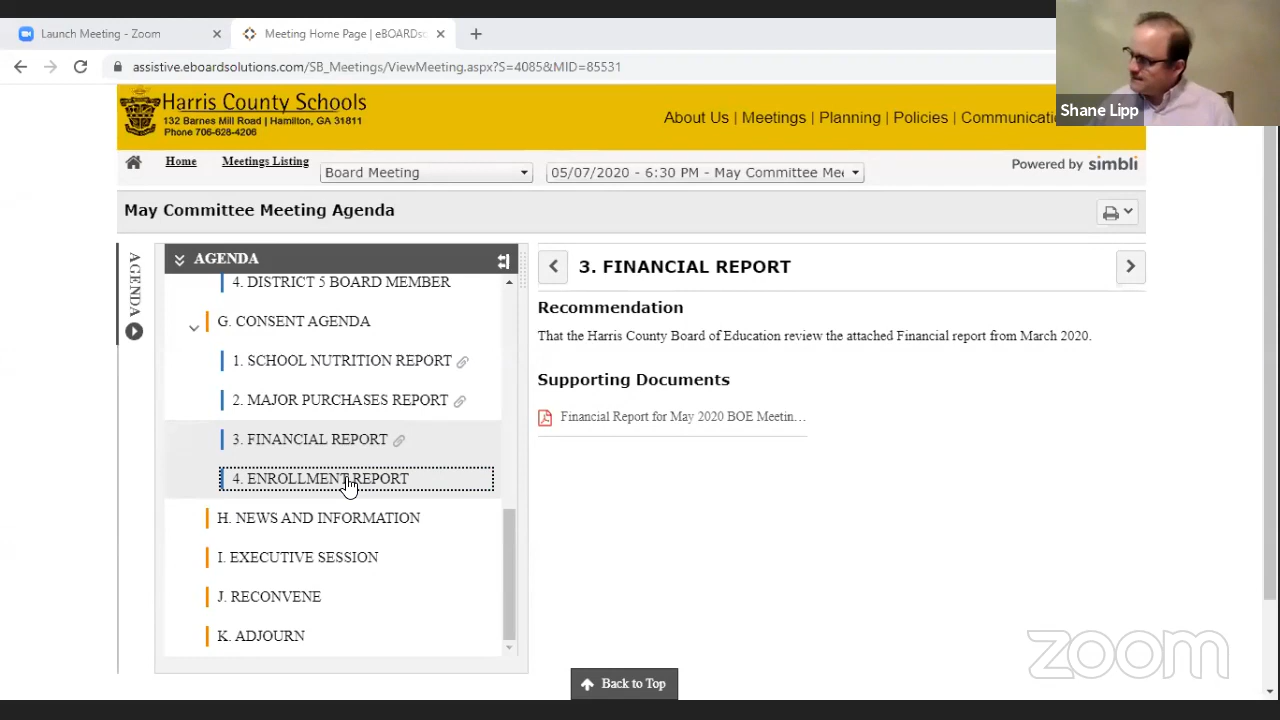 Launch Meeting - Zoom
Meeting Home Page | eBOARDs
assistive.eboardsolutions.com/SB_Meetings/ViewMeeting.aspx?S=4085&MID=85531
Shane Lipp
Harris County Schools
132 Barnes Mill Road | Hamilton, GA 31811
Phone 706-628-4206
About Us | Meetings | Planning | Policies | Communicati
Home
Meetings Listing
Board Meeting
05/07/2020 - 6:30 PM - May Committee Mee
Powered by simbli
May Committee Meeting Agenda
AGENDA
AGENDA
4. DISTRICT 5 BOARD MEMBER
G. CONSENT AGENDA
1. SCHOOL NUTRITION REPORT
2. MAJOR PURCHASES REPORT
3. FINANCIAL REPORT
4. ENROLLMENT REPORT
H. NEWS AND INFORMATION
I. EXECUTIVE SESSION
J. RECONVENE
K. ADJOURN
3. FINANCIAL REPORT
Recommendation
That the Harris County Board of Education review the attached Financial report from March 2020.
Supporting Documents
Financial Report for May 2020 BOE Meetin...
zoom
Back to Top